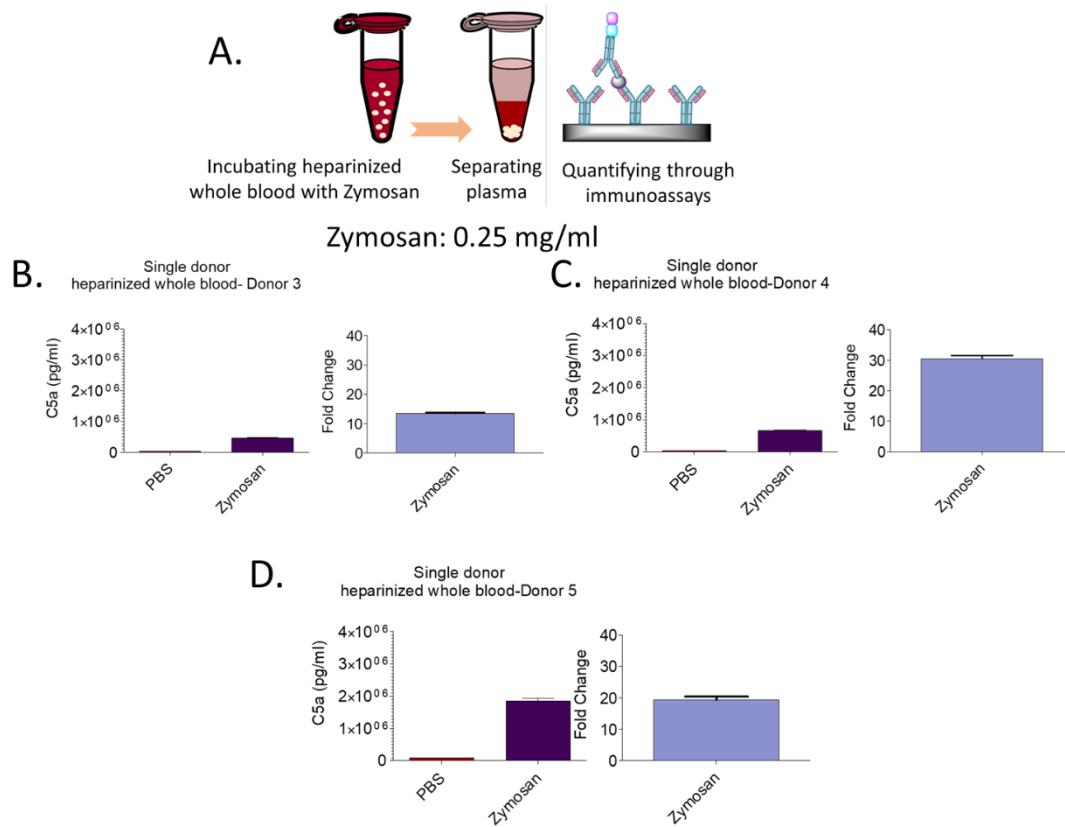 A.
Incubating heparinized
whole blood with Zymosan
Separating
plasma
Quantifying through
immunoassays
Zymosan: 0.25 mg/ml
B.
Single donor
heparinized whole blood- Donor 3
C5a (pg/ml)
4×10⁰⁶
3×10⁰⁶
2×10⁰⁶
1×10⁰⁶
0
PBS
Zymosan
Fold Change
40
30
20
10
0
Zymosan
C.
Single donor
heparinized whole blood-Donor 4
C5a (pg/ml)
4×10⁰⁶
3×10⁰⁶
2×10⁰⁶
1×10⁰⁶
0
PBS
Zymosan
Fold Change
40
30
20
10
0
Zymosan
D.
Single donor
heparinized whole blood-Donor 5
C5a (pg/ml)
4×10⁰⁶
3×10⁰⁶
2×10⁰⁶
1×10⁰⁶
0
PBS
Zymosan
Fold Change
40
30
20
10
0
Zymosan